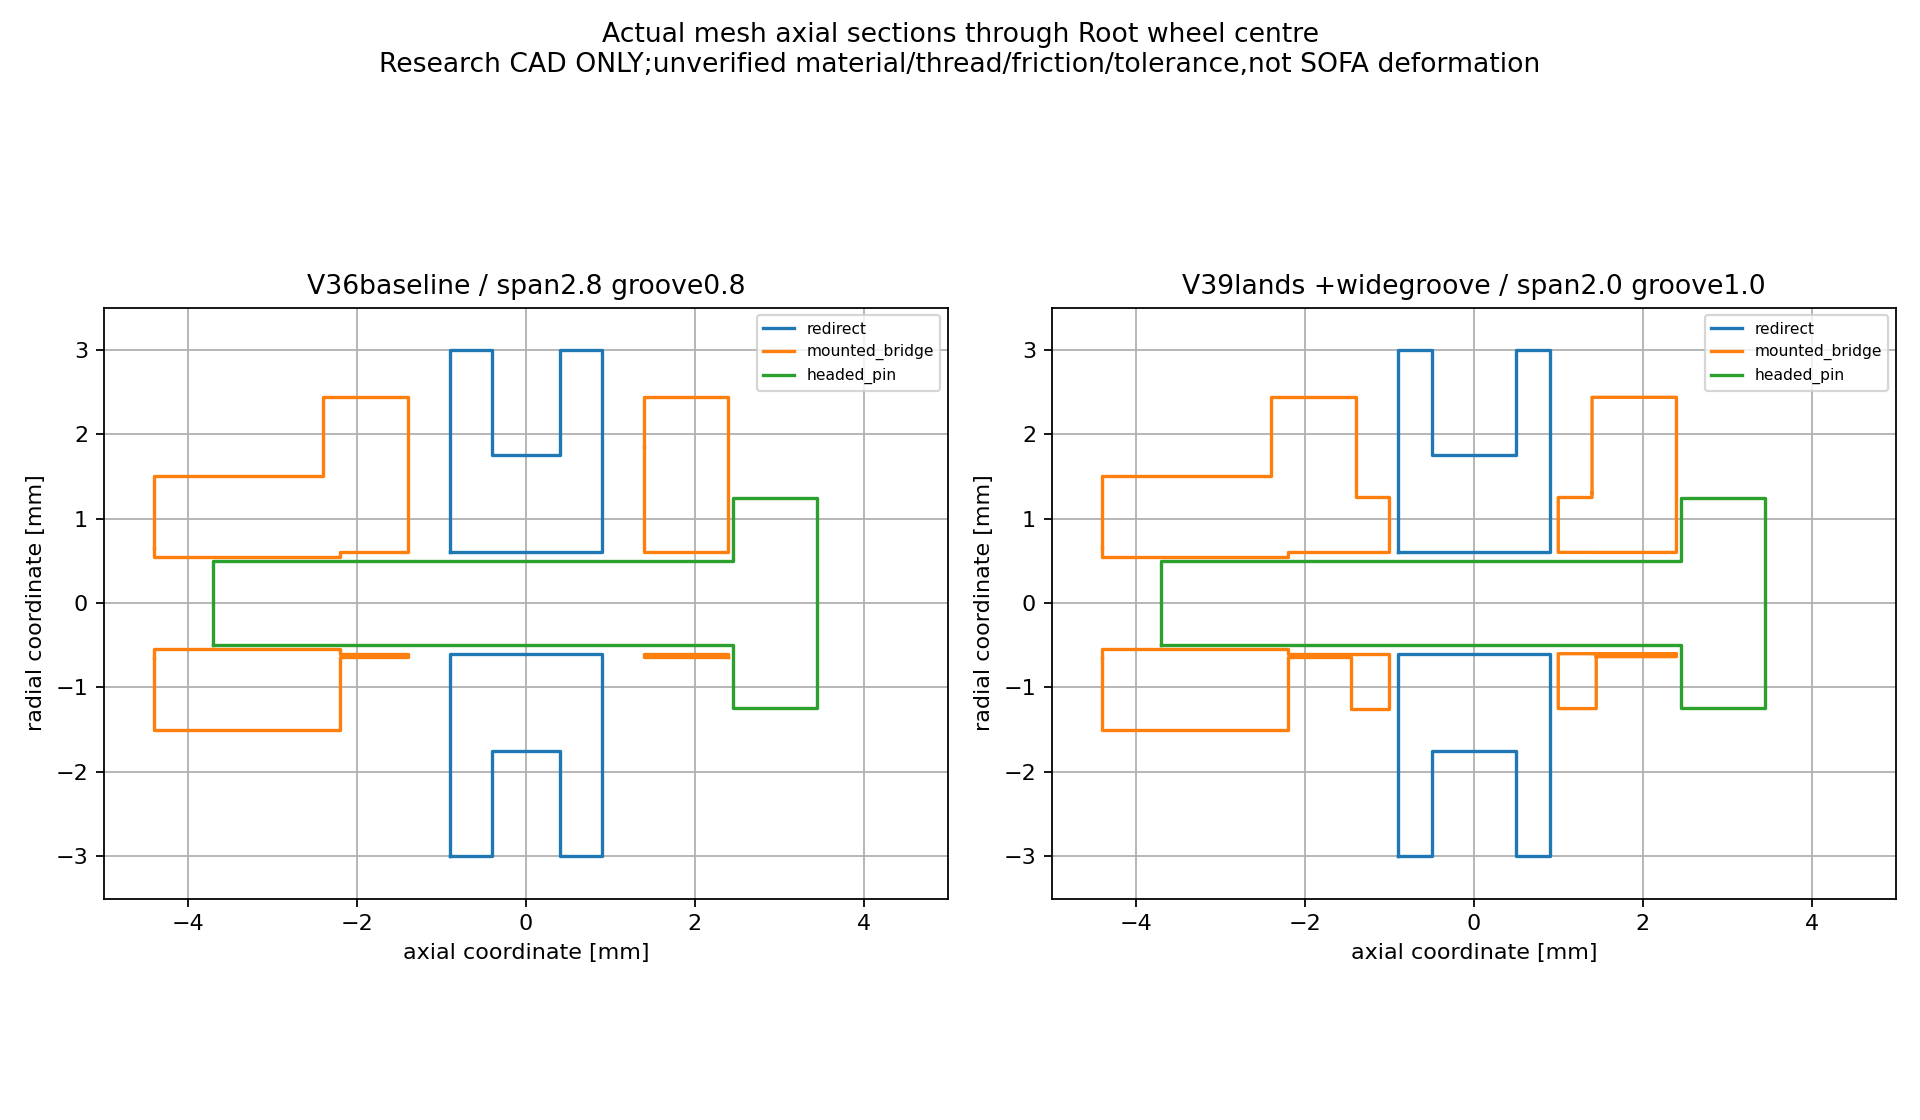 Actual mesh axial sections through Root wheel centre
Research CAD ONLY;unverified material/thread/friction/tolerance,not SOFA deformation
V36baseline / span2.8 groove0.8
redirect
mounted_bridge
headed_pin
3
2
1
0
−1
−2
−3
radial coordinate [mm]
−4
−2
0
2
4
axial coordinate [mm]
V39lands +widegroove / span2.0 groove1.0
redirect
mounted_bridge
headed_pin
3
2
1
0
−1
−2
−3
radial coordinate [mm]
−4
−2
0
2
4
axial coordinate [mm]